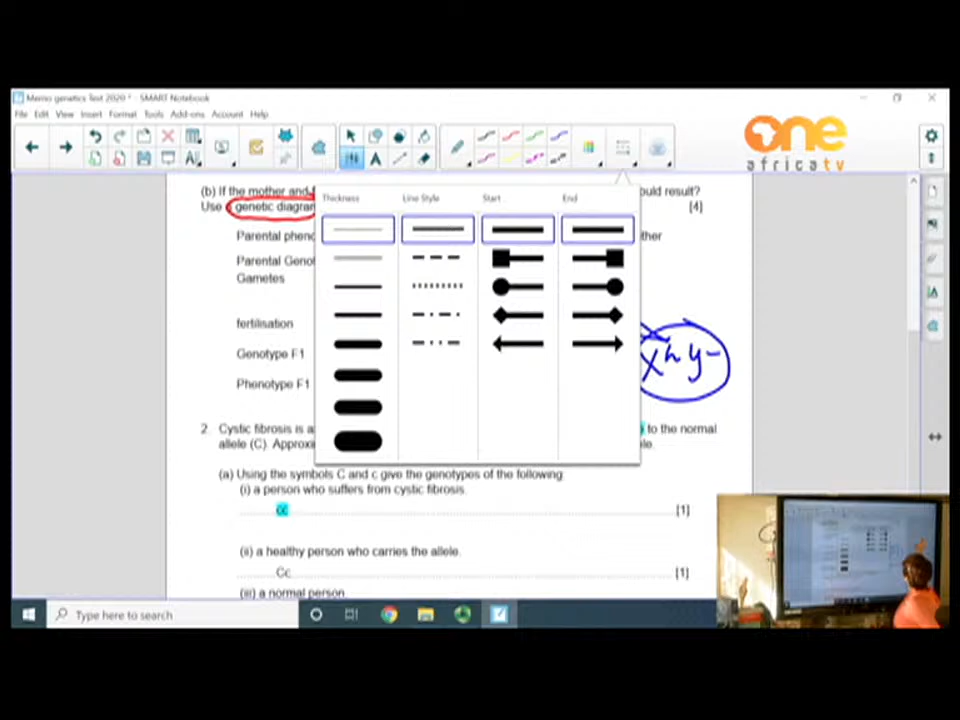 Memo genetics Test 2020 * - SMART Notebook
File Edit View Insert Format Tools Add-ons Account Help
one
africa tv
(b) If the mother and
ould result?
Use
genetic diagram
[4]
Thickness
Line Style
Start
End
Parental pheno
ther
Parental Genot
Gametes
fertilisation
Genotype F1
Phenotype F1
X^h y-
2. Cystic fibrosis is a
to the normal
allele (C). Approxi
ele.
(a) Using the symbols C and c give the genotypes of the following
(i) a person who suffers from cystic fibrosis.
cc
[1]
(ii) a healthy person who carries the allele.
Cc
[1]
(iii) a normal person
Type here to search